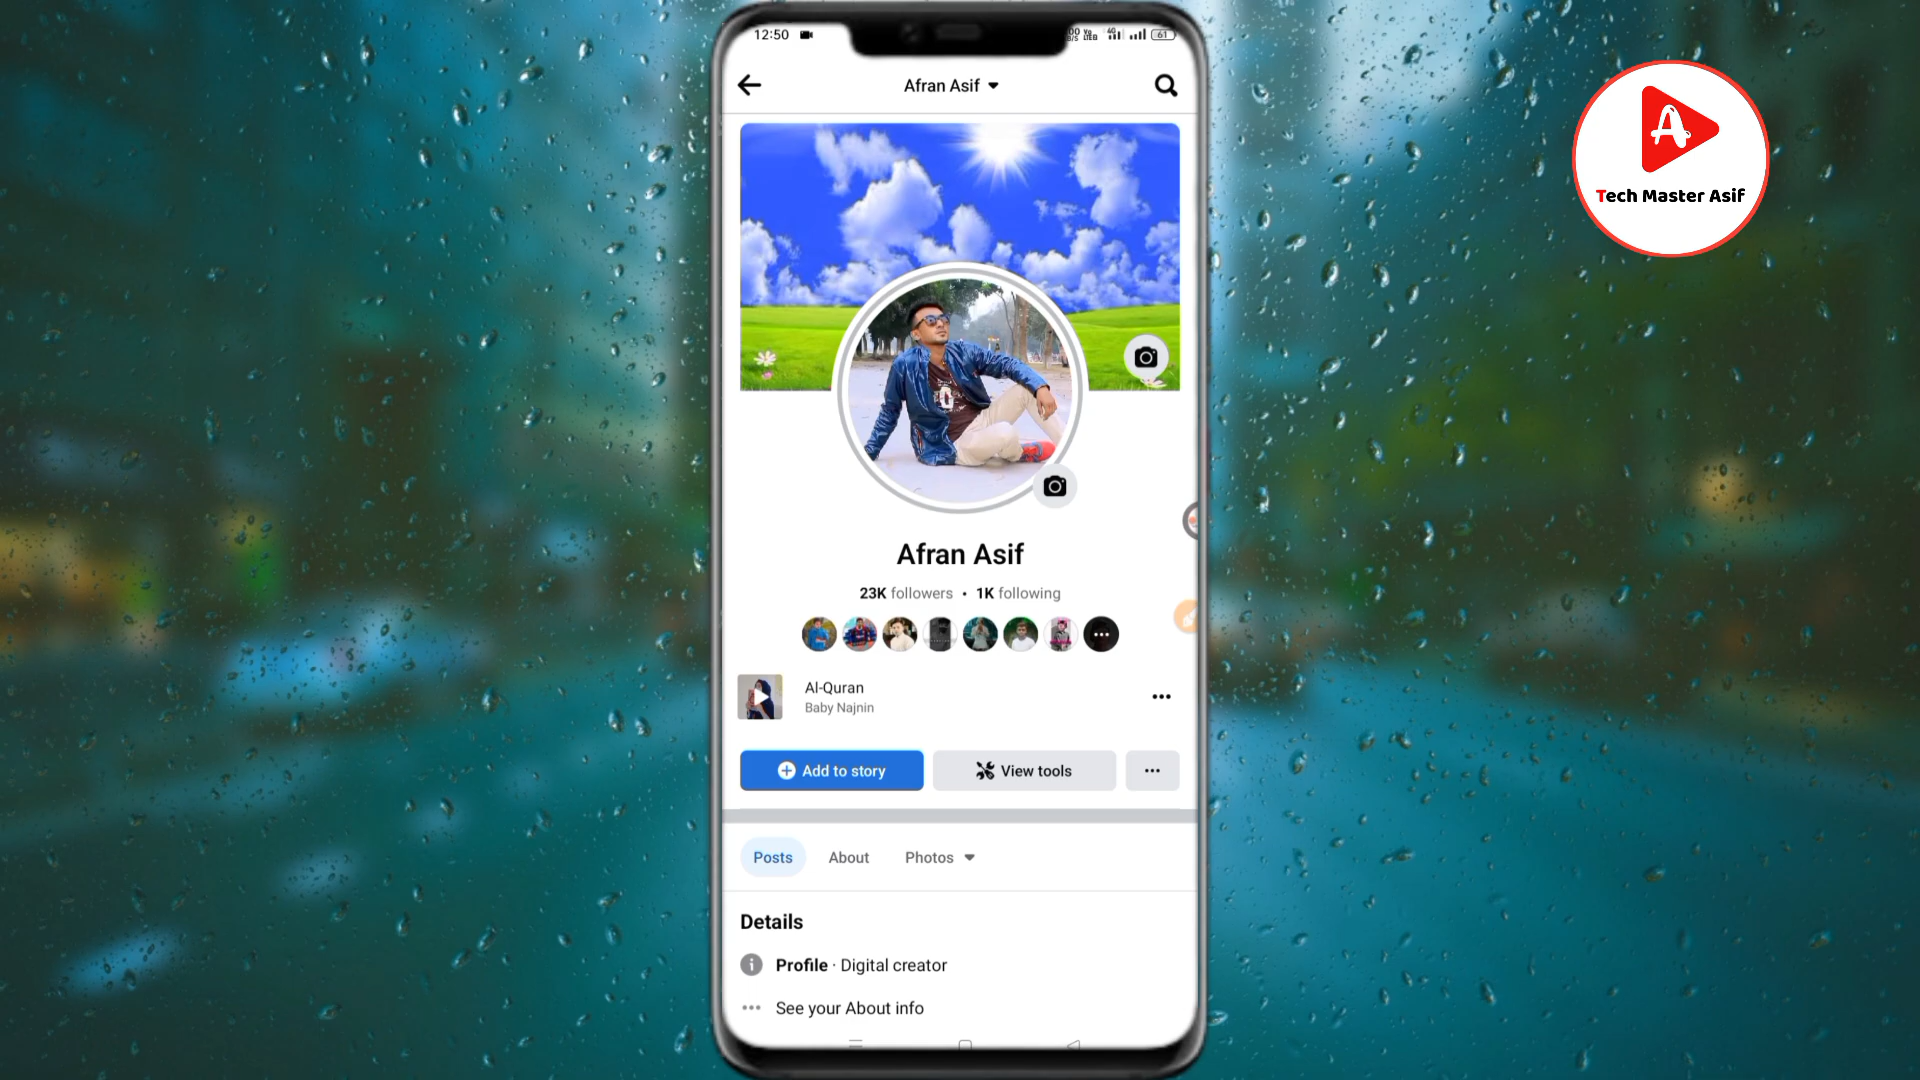 12:50
61
Afran Asif
A
Tech Master Asif
Afran Asif
23K followers • 1K following
Al-Quran
Baby Najnin
Add to story
View tools
Posts
About
Photos
Details
Profile · Digital creator
See your About info